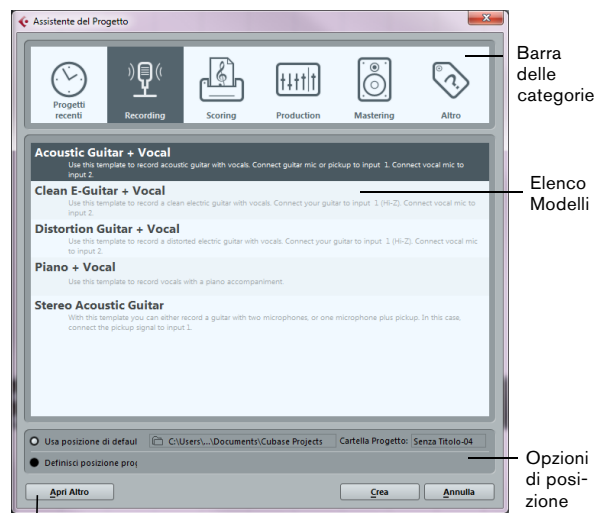 Assistente del Progetto
Progetti
recenti
Recording
Scoring
Production
Mastering
Altro
Barra
delle
categorie
Acoustic Guitar + Vocal
Use this template to record acoustic guitar with vocals. Connect guitar mic or pickup to input 1. Connect vocal mic to
input 2.
Clean E-Guitar + Vocal
Use this template to record a clean electric guitar with vocals. Connect your guitar to input 1 (Hi-Z). Connect vocal mic to
input 2.
Elenco
Modelli
Distortion Guitar + Vocal
Use this template to record a distorted electric guitar with vocals. Connect your guitar to input 1 (Hi-Z). Connect vocal mic
to input 2.
Piano + Vocal
Use this template to record vocals with a piano accompaniment.
Stereo Acoustic Guitar
With this template you can either record a guitar with two microphones, or one microphone plus pickup. In this case,
connect the pickup signal to input 1.
Usa posizione di defaul C:\Users\...\Documents\Cubase Projects Cartella Progetto: Senza Titolo-04
Definisci posizione prog
Opzioni
di posi-
zione
Apri Altro Crea Annulla